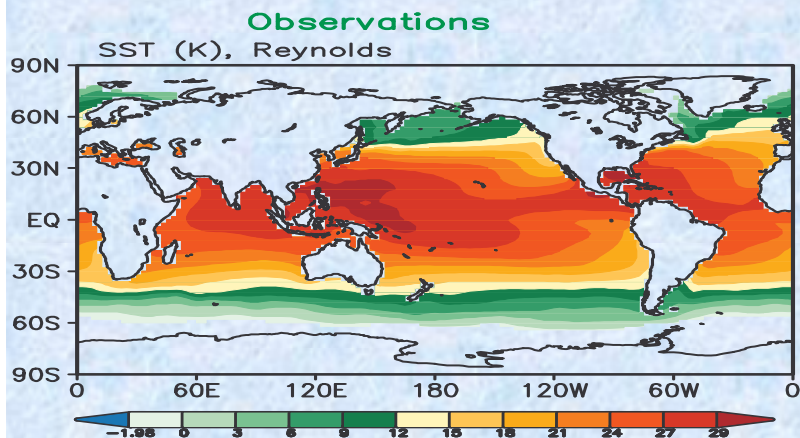 Observations
SST (K), Reynolds
90N
60N
30N
EQ
30S
60S
90S
0 60E 120E 180 120W 60W 0
-1.98 0 3 6 9 12 15 18 21 24 27 29